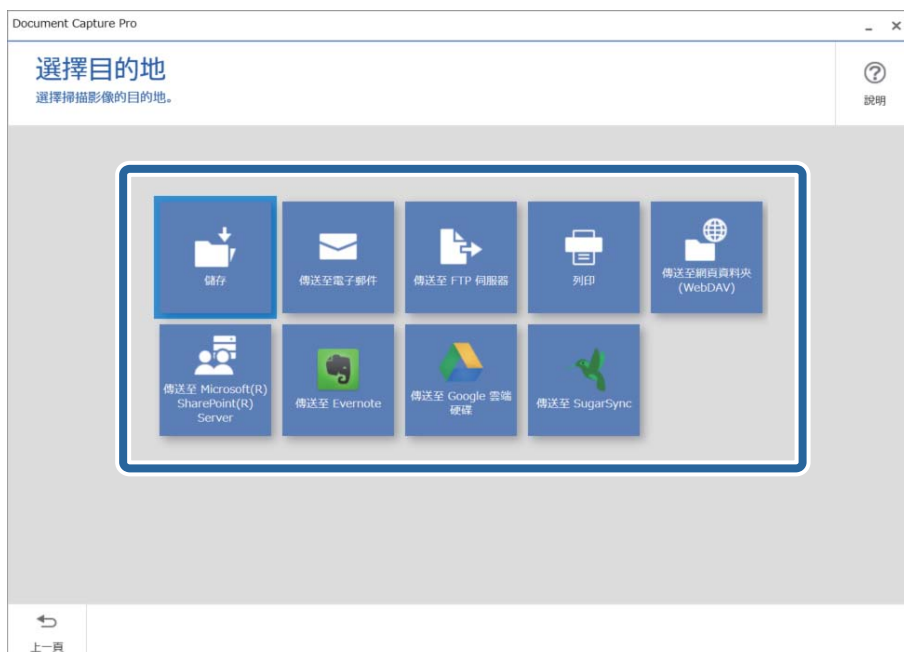 Document Capture Pro
選擇目的地
選擇掃描影像的目的地。
說明
儲存
傳送至電子郵件
傳送至 FTP 伺服器
列印
傳送至網頁資料夾
(WebDAV)
傳送至 Microsoft(R)
SharePoint(R)
Server
傳送至 Evernote
傳送至 Google 雲端
硬碟
傳送至 SugarSync
上一頁